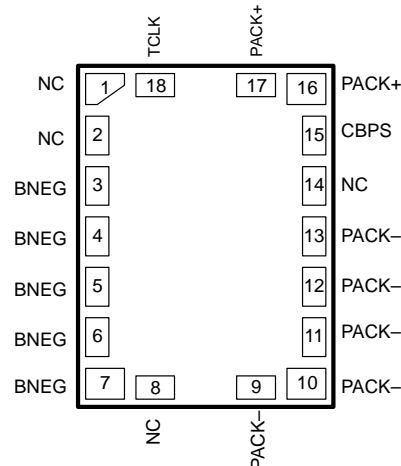 TCLK PACK+
NC 1 18 17 16 PACK+
NC 2 15 CBPS
BNEG 3 14 NC
BNEG 4 13 PACK–
BNEG 5 12 PACK–
BNEG 6 11 PACK–
BNEG 7 8 9 10 PACK–
NC PACK–